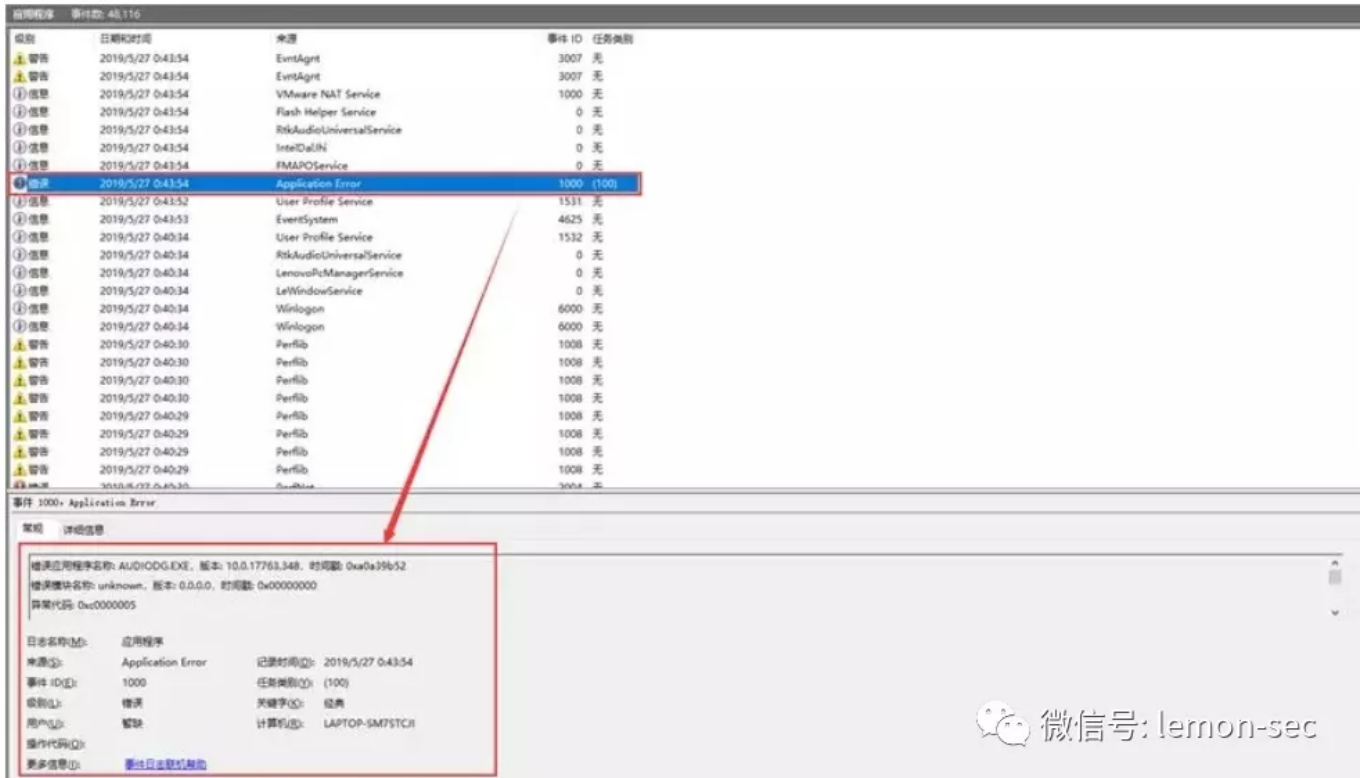 应用程序 事件数: 48,116
级别 日期和时间 来源 事件 ID 任务类别
警告 2019/5/27 0:43:54 EvntAgnt 3007 无
警告 2019/5/27 0:43:54 EvntAgnt 3007 无
信息 2019/5/27 0:43:54 VMware NAT Service 1000 无
信息 2019/5/27 0:43:54 Flash Helper Service 0 无
信息 2019/5/27 0:43:54 RtkAudioUniversalService 0 无
信息 2019/5/27 0:43:54 IntelDalJhi 0 无
信息 2019/5/27 0:43:54 FMAPOService 0 无
错误 2019/5/27 0:43:54 Application Error 1000 (100)
信息 2019/5/27 0:43:52 User Profile Service 1531 无
信息 2019/5/27 0:43:53 EventSystem 4625 无
信息 2019/5/27 0:40:34 User Profile Service 1532 无
信息 2019/5/27 0:40:34 RtkAudioUniversalService 0 无
信息 2019/5/27 0:40:34 LenovoPcManagerService 0 无
信息 2019/5/27 0:40:34 LeWindowService 0 无
信息 2019/5/27 0:40:34 Winlogon 6000 无
信息 2019/5/27 0:40:34 Winlogon 6000 无
警告 2019/5/27 0:40:30 Perflib 1008 无
警告 2019/5/27 0:40:30 Perflib 1008 无
警告 2019/5/27 0:40:30 Perflib 1008 无
警告 2019/5/27 0:40:30 Perflib 1008 无
警告 2019/5/27 0:40:29 Perflib 1008 无
警告 2019/5/27 0:40:29 Perflib 1008 无
警告 2019/5/27 0:40:29 Perflib 1008 无
警告 2019/5/27 0:40:29 Perflib 1008 无
错误 PerfNet 2004 无
事件 1000, Application Error
常规 详细信息
错误应用程序名称: AUDIODG.EXE，版本: 10.0.17763.348，时间戳: 0xa0a39b52
错误模块名称: unknown，版本: 0.0.0.0，时间戳: 0x00000000
异常代码: 0xc0000005
日志名称(M): 应用程序
来源(S): Application Error 记录时间(D): 2019/5/27 0:43:54
事件 ID(E): 1000 任务类别(Y): (100)
级别(L): 错误 关键字(K): 经典
用户(U): 暂缺 计算机(R): LAPTOP-SM7STCJI
操作代码(O):
更多信息(I): 事件日志联机帮助
微信号: lemon-sec